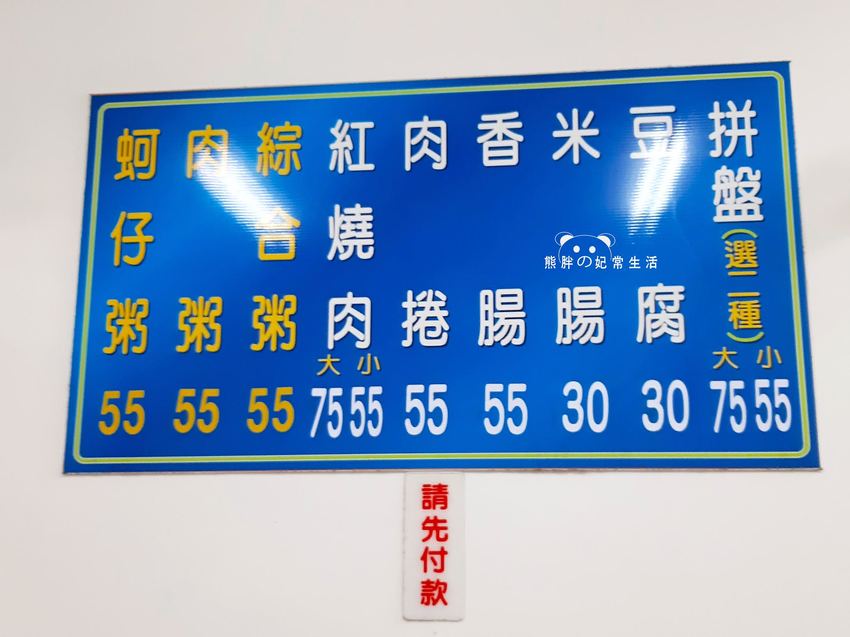 蚵仔粥 55
肉粥 55
綜合粥 55
紅燒肉 大75 小55
肉捲 55
香腸 55
米腸 30
豆腐 30
拼盤(選二種) 大75 小55
熊胖の妃常生活
請先付款